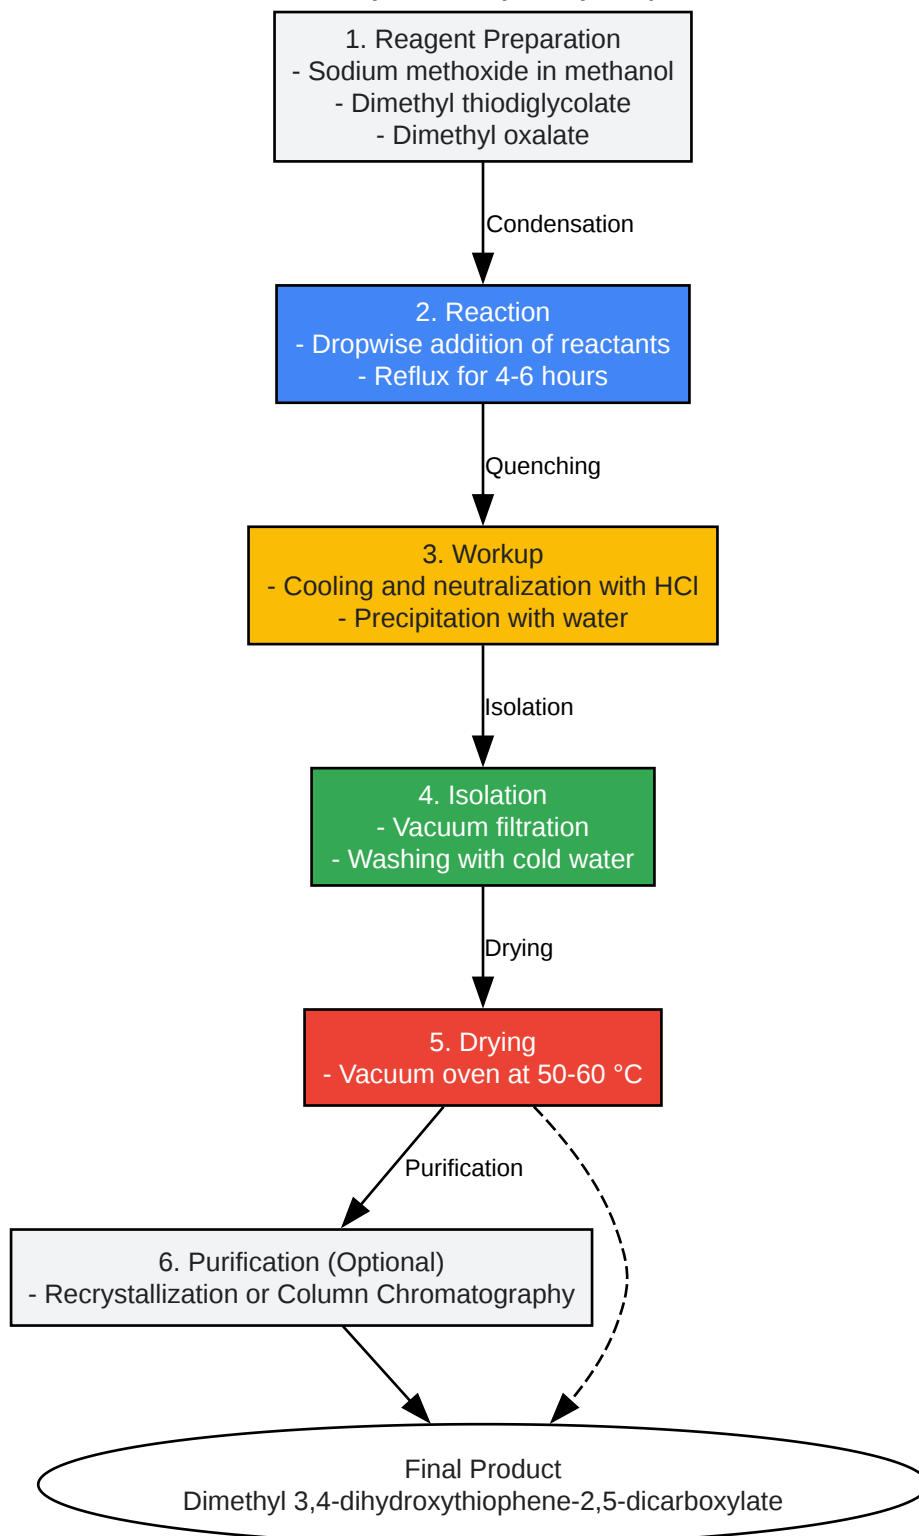 1. Reagent Preparation
- Sodium methoxide in methanol
- Dimethyl thiodiglycolate
- Dimethyl oxalate
Condensation
2. Reaction
- Dropwise addition of reactants
- Reflux for 4-6 hours
Quenching
3. Workup
- Cooling and neutralization with HCl
- Precipitation with water
Isolation
4. Isolation
- Vacuum filtration
- Washing with cold water
Drying
5. Drying
- Vacuum oven at 50-60 °C
Purification
6. Purification (Optional)
- Recrystallization or Column Chromatography
Final Product
Dimethyl 3,4-dihydroxythiophene-2,5-dicarboxylate